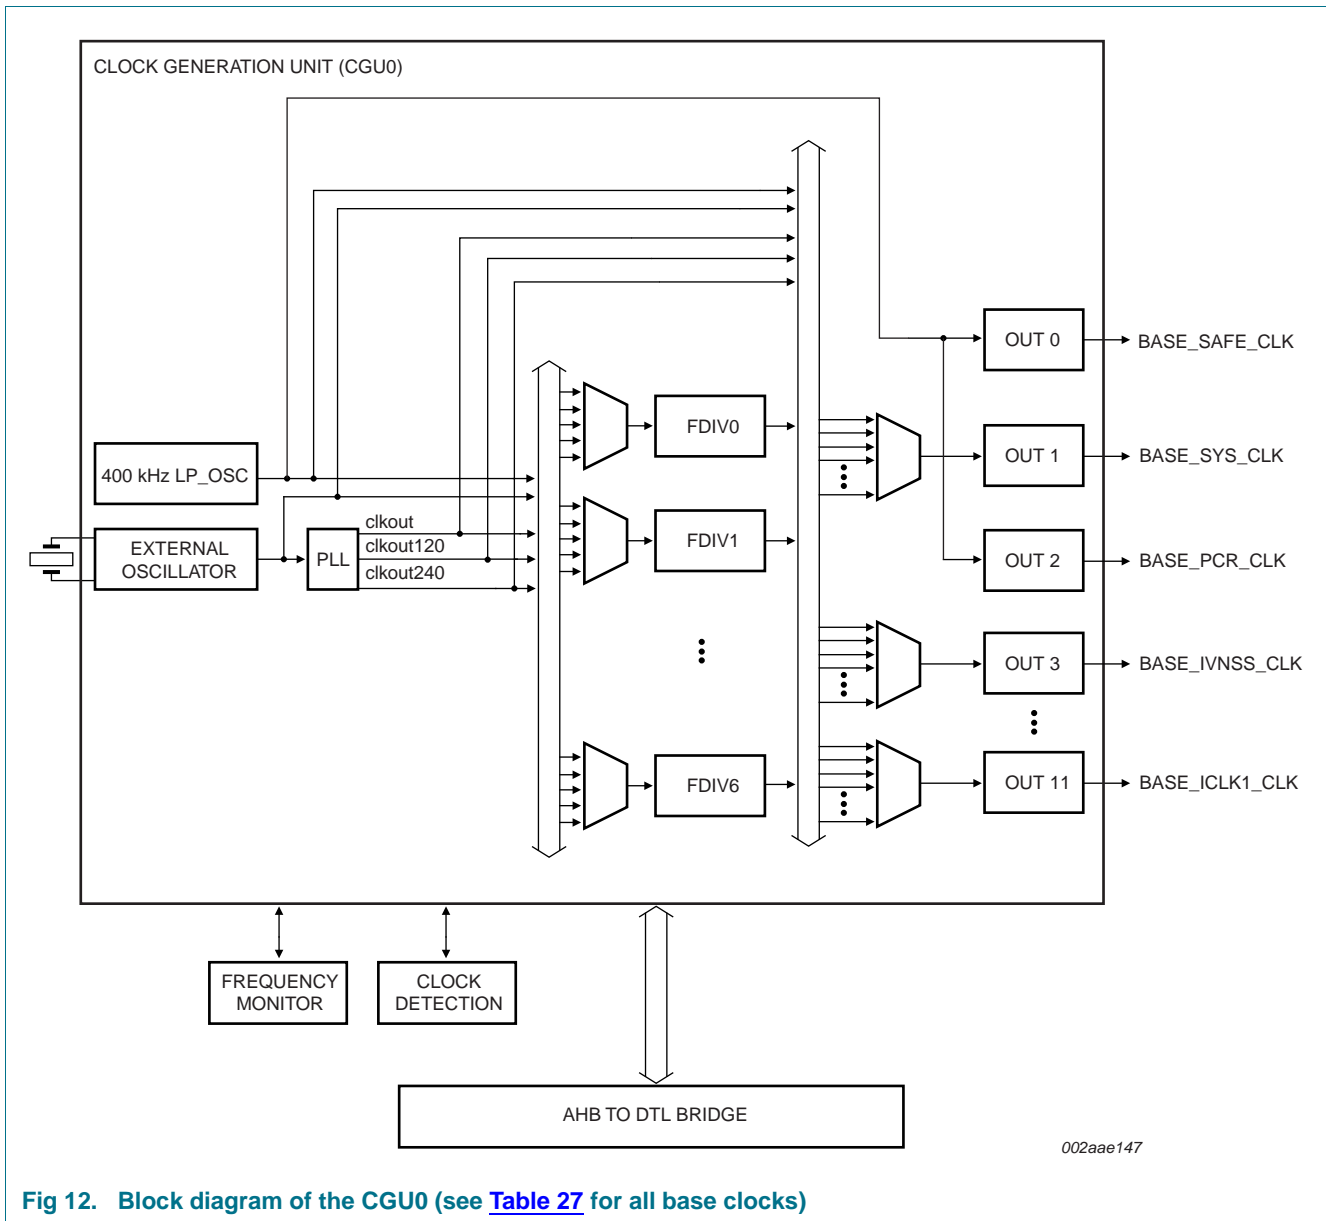 CLOCK GENERATION UNIT (CGU0)
400 kHz LP_OSC
EXTERNAL
OSCILLATOR
PLL
clkout
clkout120
clkout240
FDIV0
FDIV1
FDIV6
OUT 0
BASE_SAFE_CLK
OUT 1
BASE_SYS_CLK
OUT 2
BASE_PCR_CLK
OUT 3
BASE_IVNSS_CLK
OUT 11
BASE_ICLK1_CLK
FREQUENCY
MONITOR
CLOCK
DETECTION
AHB TO DTL BRIDGE
002aae147
Fig 12. Block diagram of the CGU0 (see Table 27 for all base clocks)